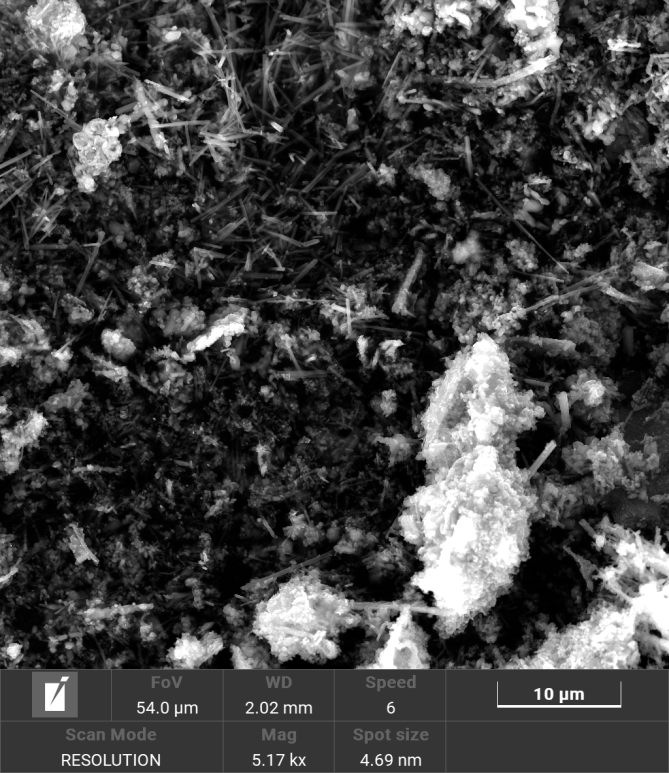 FoV
54.0 µm
WD
2.02 mm
Speed
6
10 µm
Scan Mode
RESOLUTION
Mag
5.17 kx
Spot size
4.69 nm